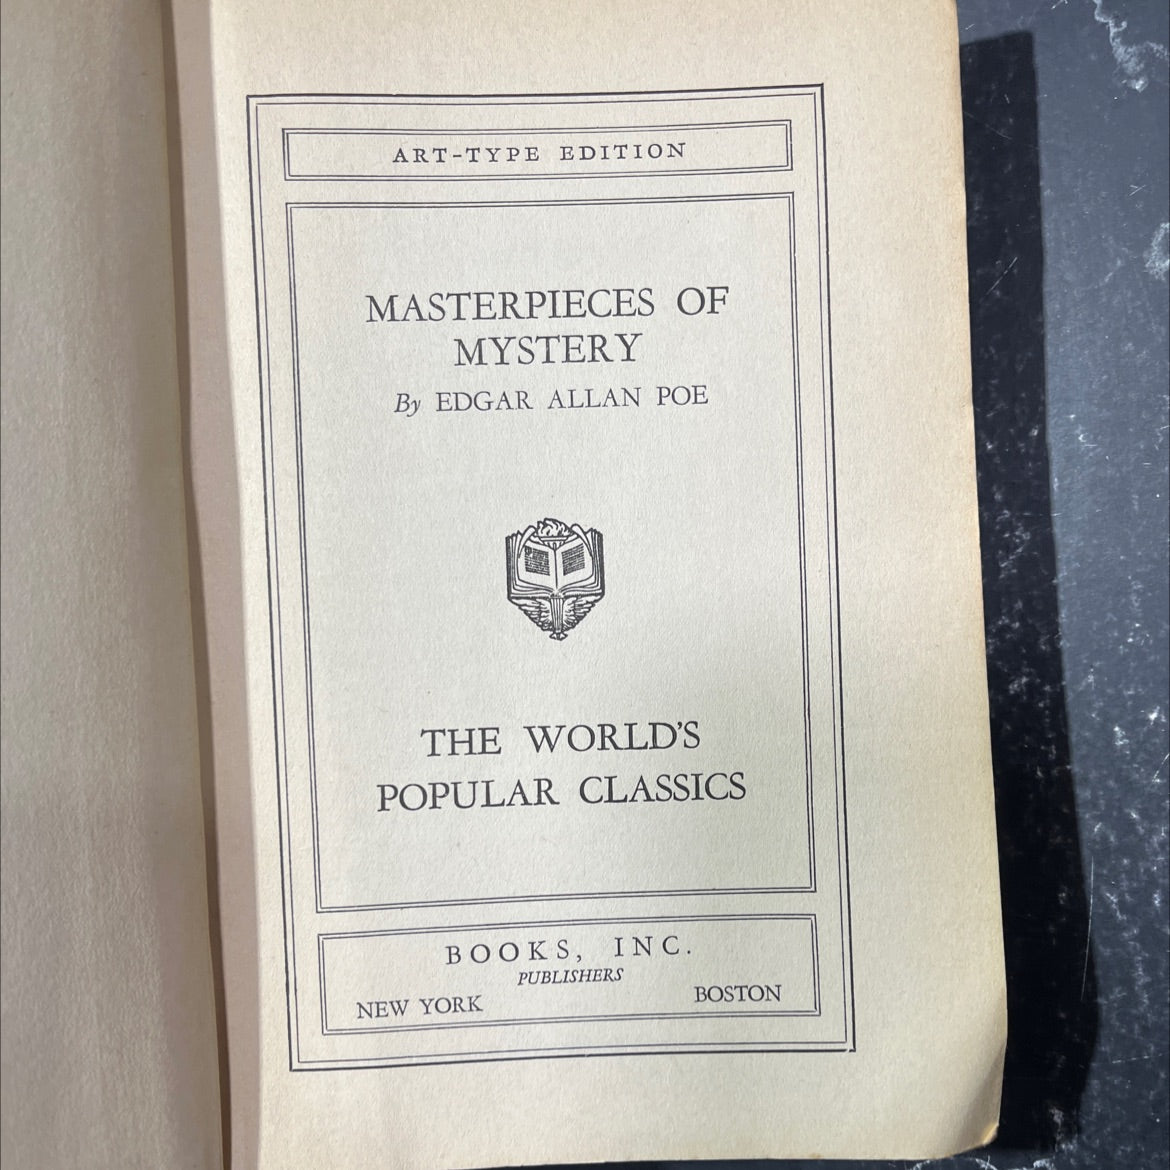 ART-TYPE EDITION
MASTERPIECES OF
MYSTERY
By EDGAR ALLAN POE
THE WORLD'S
POPULAR CLASSICS
BOOKS, INC.
PUBLISHERS
NEW YORK BOSTON